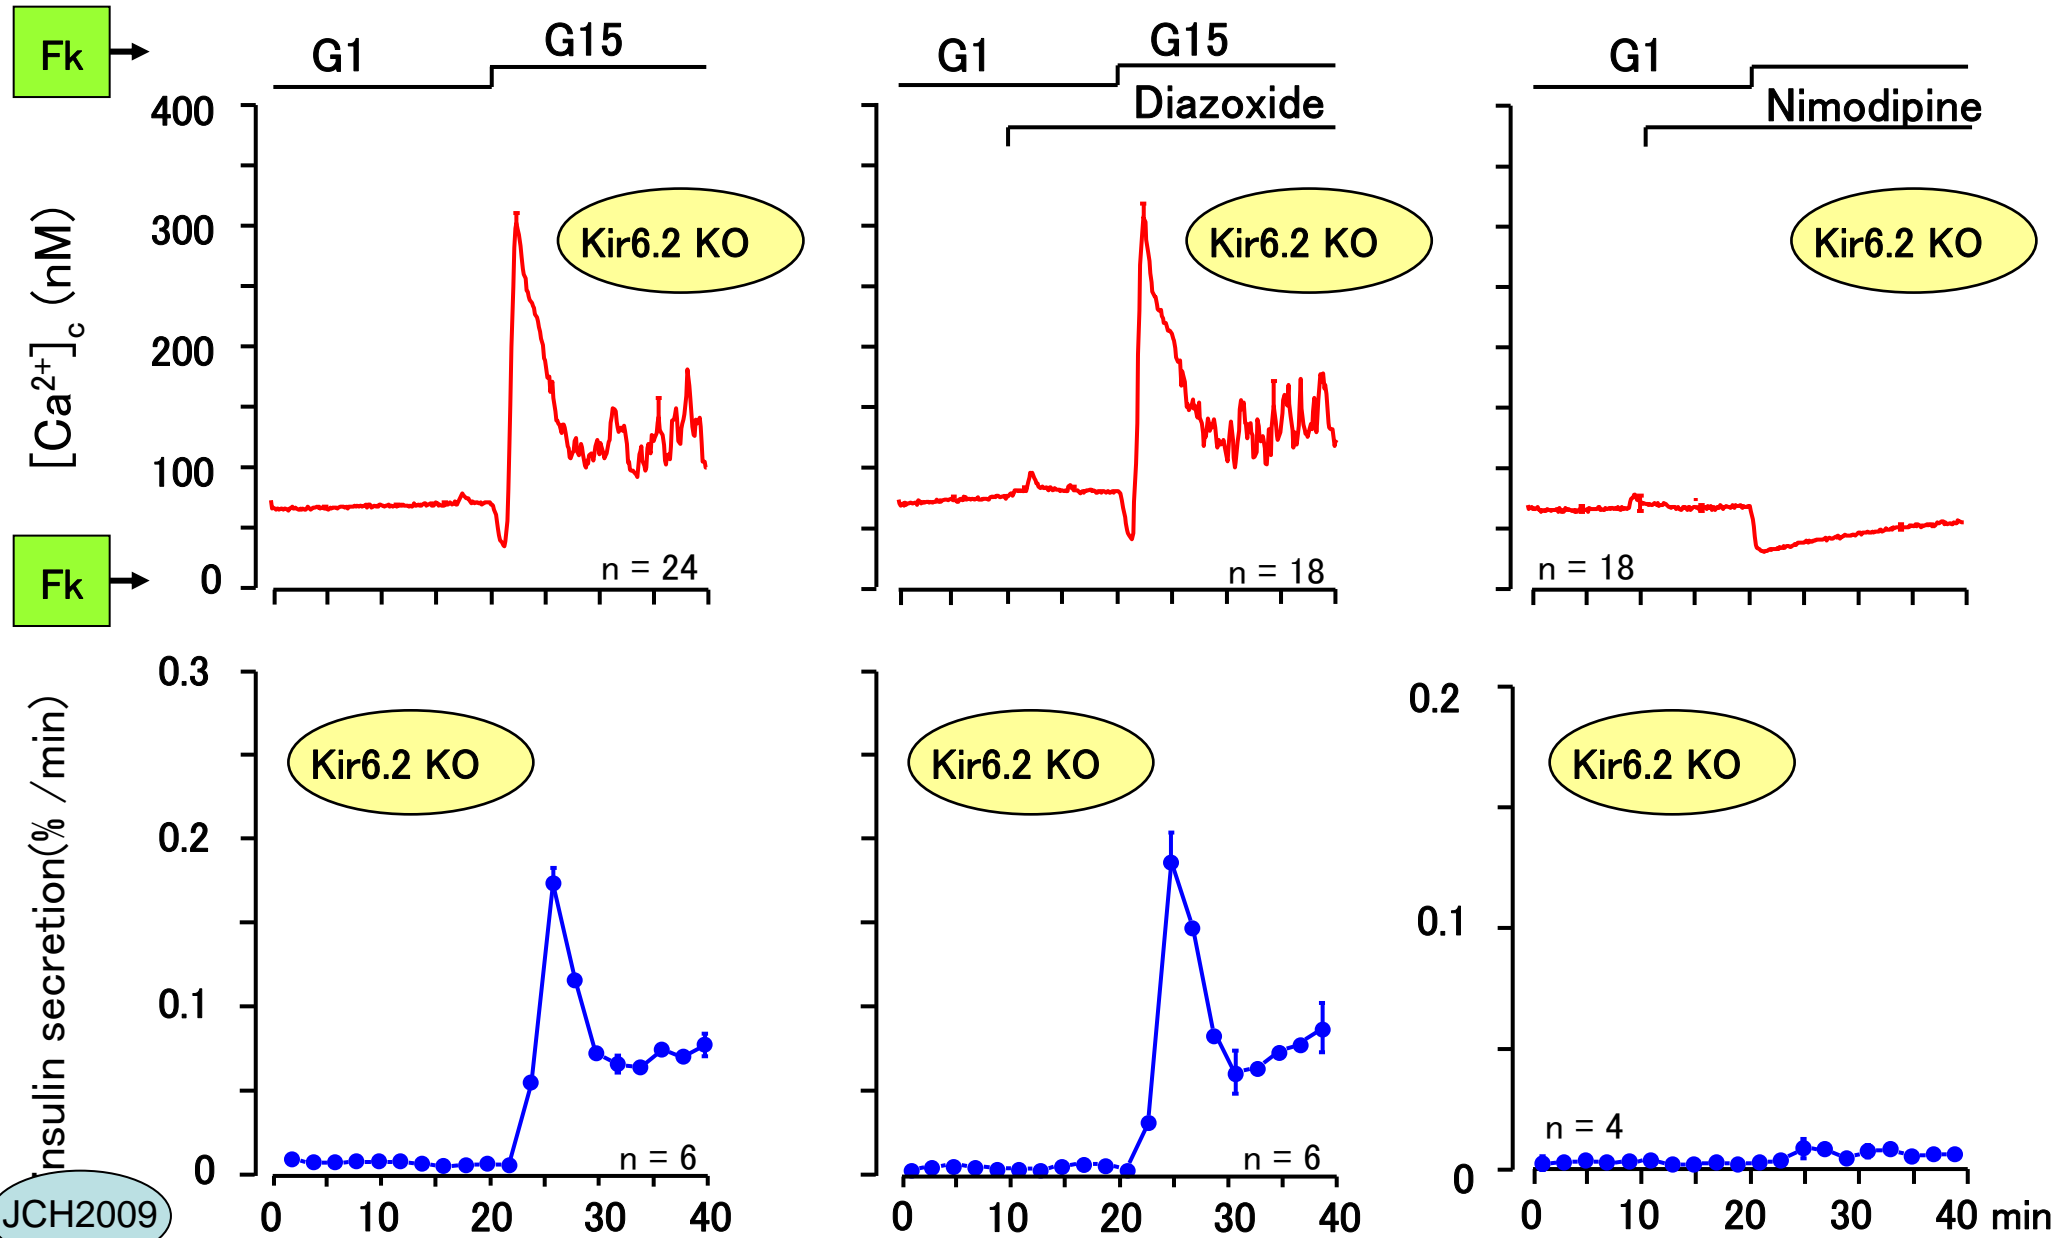 Fk
G1
G15
G1
G15
Diazoxide
G1
Nimodipine
[Ca2+]c (nM)
400
300
200
100
0
Kir6.2 KO
Kir6.2 KO
Kir6.2 KO
n = 24
n = 18
n = 18
Fk
nsulin secretion(% /min)
0.3
0.2
0.1
0
Kir6.2 KO
Kir6.2 KO
0.2
0.1
0
Kir6.2 KO
n = 6
n = 6
n = 4
0 10 20 30 40
0 10 20 30 40
0 10 20 30 40 min
JCH2009